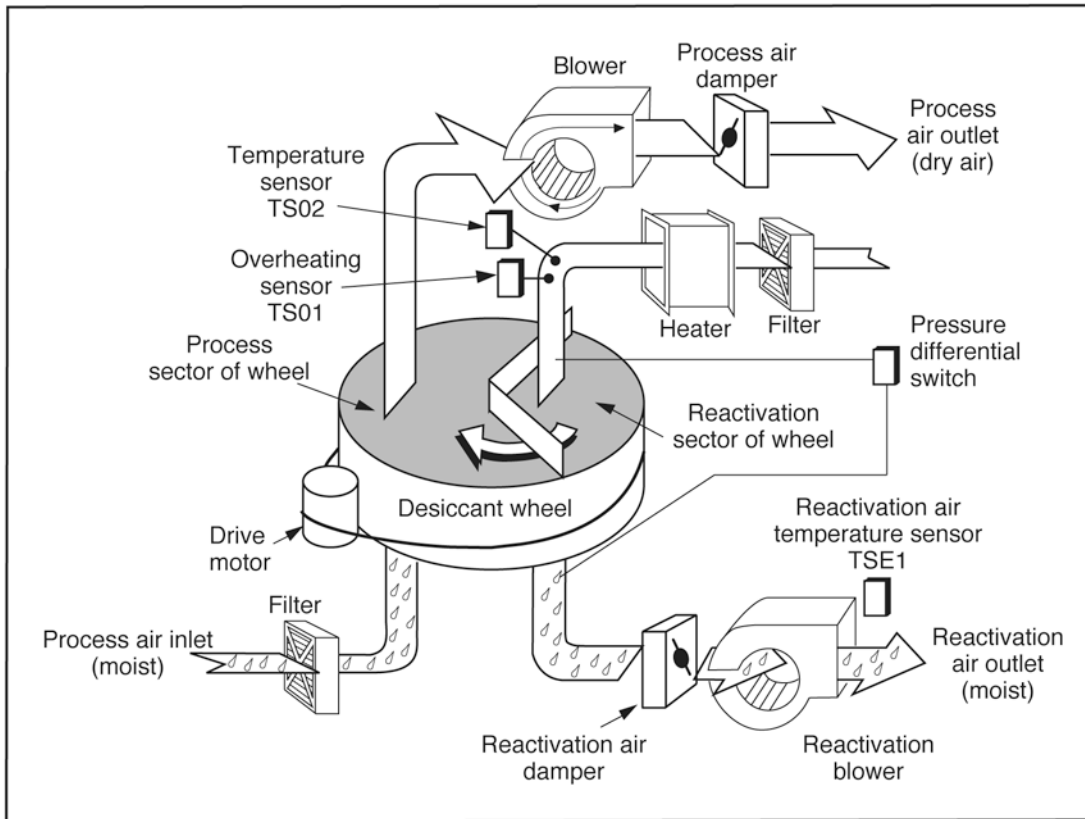 Blower
Process air
damper
Process
air outlet
(dry air)
Temperature
sensor
TS02
Overheating
sensor
TS01
Heater
Filter
Process
sector of wheel
Pressure
differential
switch
Reactivation
sector of wheel
Desiccant wheel
Drive
motor
Reactivation air
temperature sensor
TSE1
Filter
Process air inlet
(moist)
Reactivation
air outlet
(moist)
Reactivation air
damper
Reactivation
blower